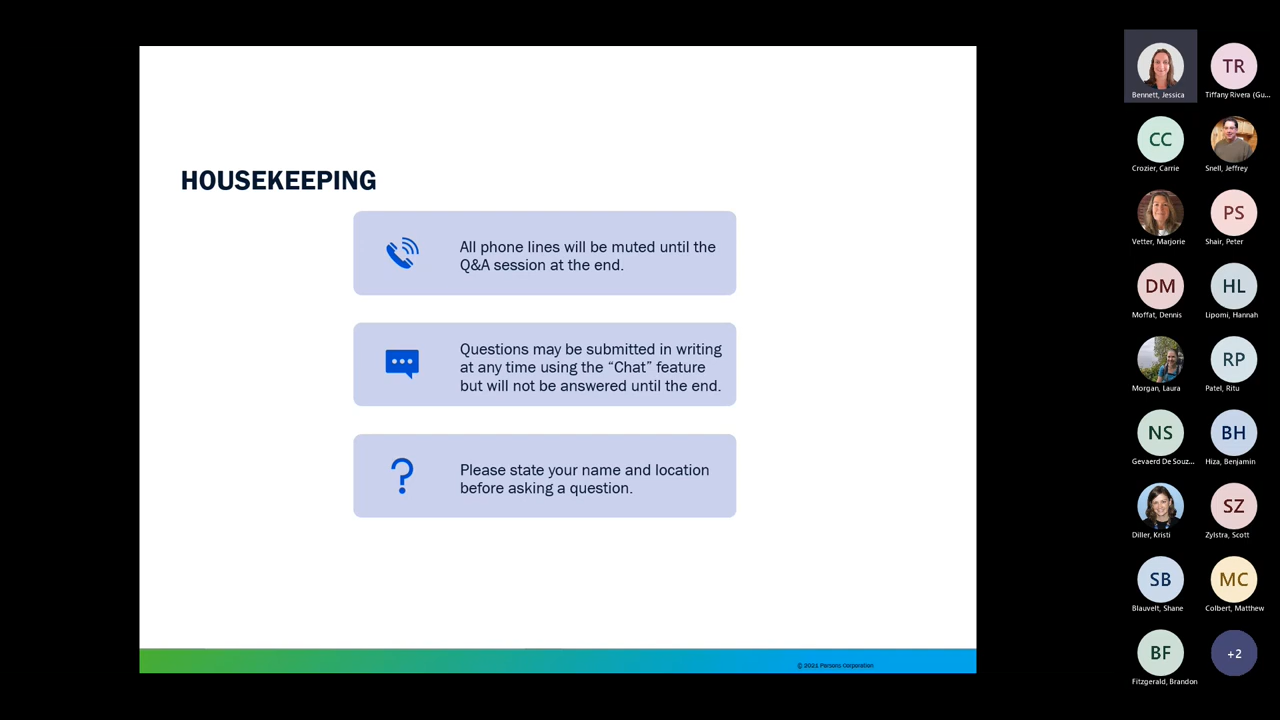 HOUSEKEEPING
All phone lines will be muted until the
Q&A session at the end.
Questions may be submitted in writing
at any time using the “Chat” feature
but will not be answered until the end.
Please state your name and location
before asking a question.
© 2021 Parsons Corporation
Bennett, Jessica
TR
Tiffany Rivera (Gu...
CC
Crozier, Carrie
Snell, Jeffrey
Vetter, Marjorie
PS
Shair, Peter
DM
Moffat, Dennis
HL
Lipomi, Hannah
Morgan, Laura
RP
Patel, Ritu
NS
Gevaerd De Souz...
BH
Hiza, Benjamin
Diller, Kristi
SZ
Zylstra, Scott
SB
Blauvelt, Shane
MC
Colbert, Matthew
BF
Fitzgerald, Brandon
+2